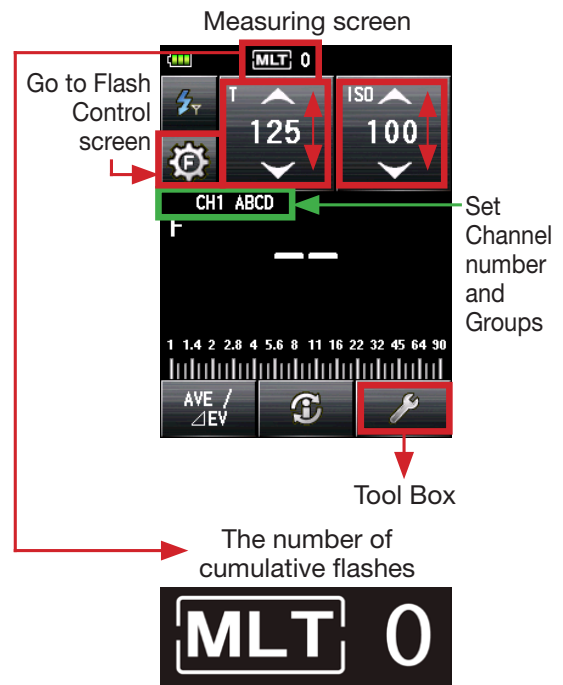 Measuring screen
MLT 0
Go to Flash
Control
screen
T
125
ISO
100
F
CH1 ABCD
Set
Channel
number
and
Groups
F
1 1.4 2 2.8 4 5.6 8 11 16 22 32 45 64 90
AVE /
⊿EV
i
Tool Box
The number of
cumulative flashes
MLT 0